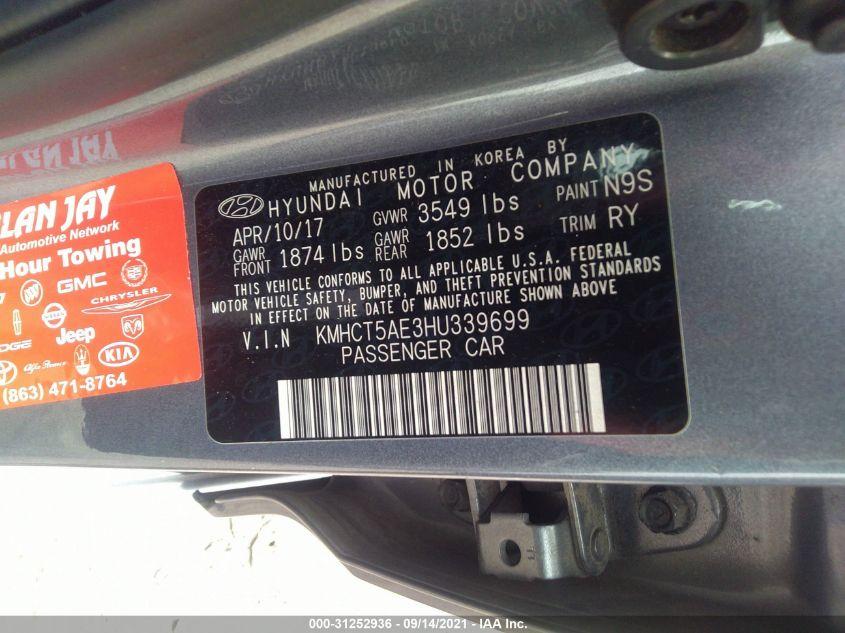 MANUFACTURED IN KOREA BY
HYUNDAI MOTOR COMPANY
APR/10/17 GVWR 3549 lbs PAINT N9S
GAWR FRONT 1874 lbs GAWR REAR 1852 lbs TRIM RY
THIS VEHICLE CONFORMS TO ALL APPLICABLE U.S.A. FEDERAL
MOTOR VEHICLE SAFETY, BUMPER, AND THEFT PREVENTION STANDARDS
IN EFFECT ON THE DATE OF MANUFACTURE SHOWN ABOVE
V.I.N KMHCT5AE3HU339699
PASSENGER CAR
LAN JAY
Automotive Network
Hour Towing
GMC
CHRYSLER
Jeep
DGE
Alfa Romeo
KIA
(863) 471-8764
000-31252936 - 09/14/2021 - IAA Inc.